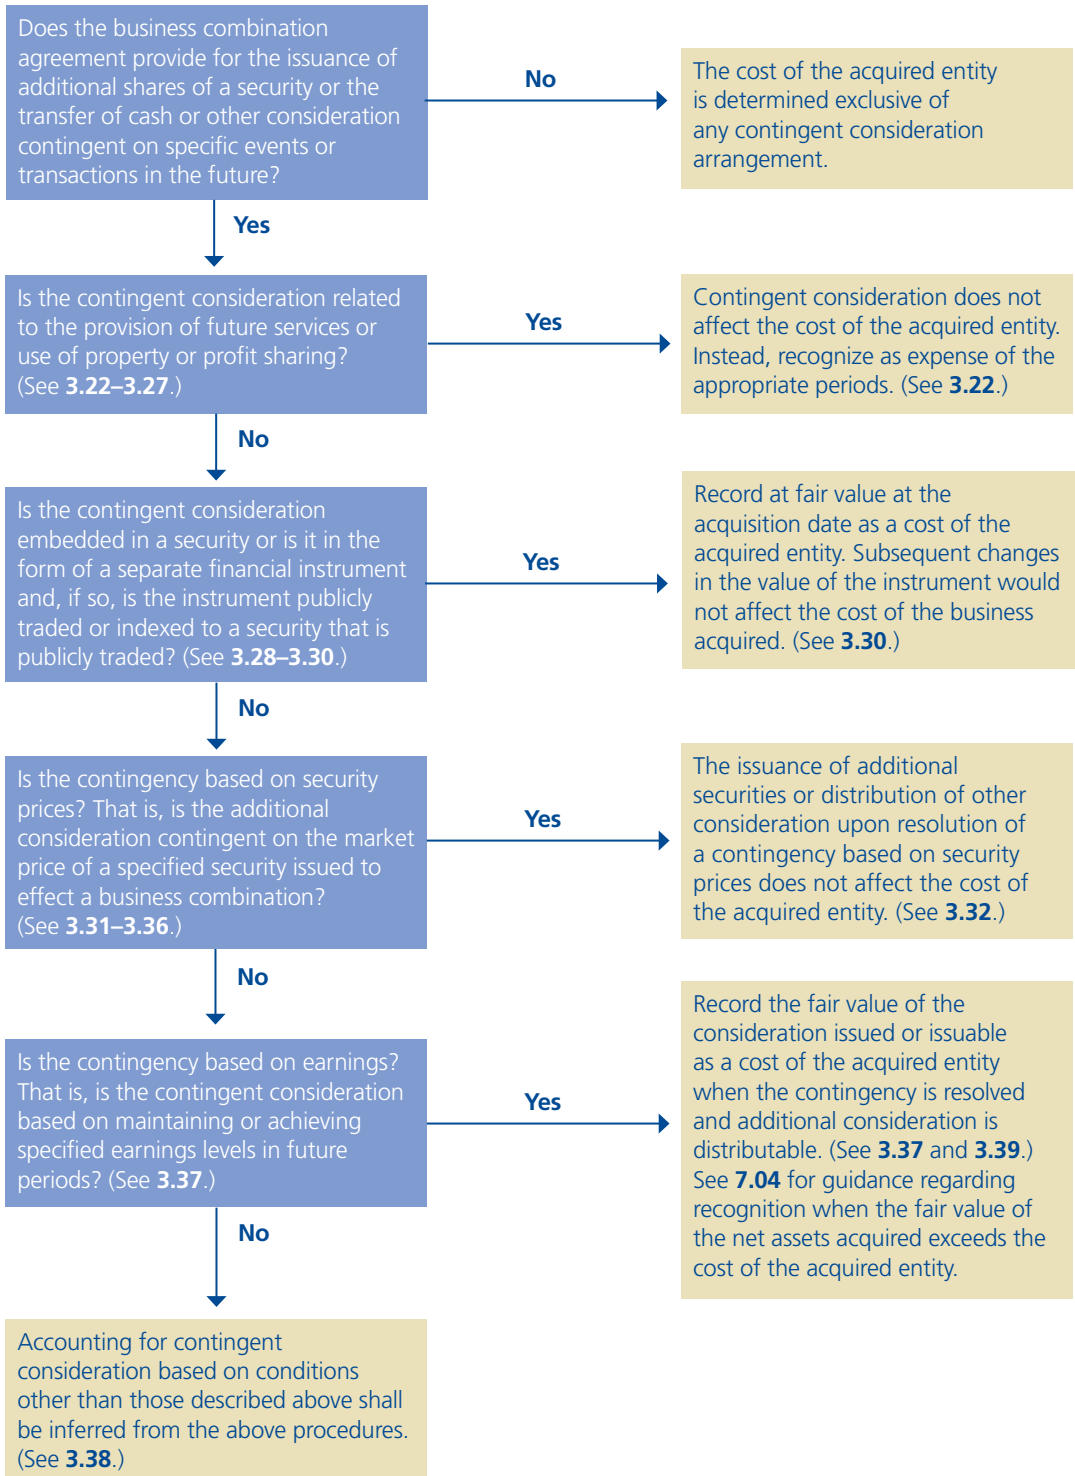 Does the business combination
agreement provide for the issuance of
additional shares of a security or the
transfer of cash or other consideration
contingent on specific events or
transactions in the future?
No
The cost of the acquired entity
is determined exclusive of
any contingent consideration
arrangement.
Yes
Is the contingent consideration related
to the provision of future services or
use of property or profit sharing?
(See 3.22–3.27.)
Yes
Contingent consideration does not
affect the cost of the acquired entity.
Instead, recognize as expense of the
appropriate periods. (See 3.22.)
No
Is the contingent consideration
embedded in a security or is it in the
form of a separate financial instrument
and, if so, is the instrument publicly
traded or indexed to a security that is
publicly traded? (See 3.28–3.30.)
Yes
Record at fair value at the
acquisition date as a cost of the
acquired entity. Subsequent changes
in the value of the instrument would
not affect the cost of the business
acquired. (See 3.30.)
No
Is the contingency based on security
prices? That is, is the additional
consideration contingent on the market
price of a specified security issued to
effect a business combination?
(See 3.31–3.36.)
Yes
The issuance of additional
securities or distribution of other
consideration upon resolution of
a contingency based on security
prices does not affect the cost of
the acquired entity. (See 3.32.)
No
Is the contingency based on earnings?
That is, is the contingent consideration
based on maintaining or achieving
specified earnings levels in future
periods? (See 3.37.)
Yes
Record the fair value of the
consideration issued or issuable
as a cost of the acquired entity
when the contingency is resolved
and additional consideration is
distributable. (See 3.37 and 3.39.)
See 7.04 for guidance regarding
recognition when the fair value of
the net assets acquired exceeds the
cost of the acquired entity.
No
Accounting for contingent
consideration based on conditions
other than those described above shall
be inferred from the above procedures.
(See 3.38.)